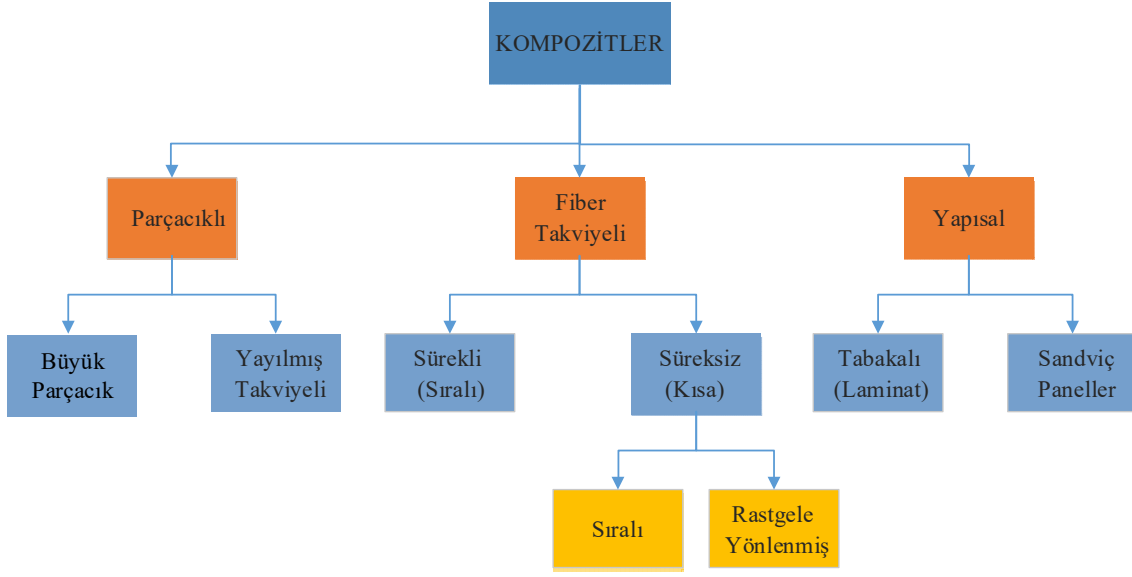 KOMPOZİTLER
Parçacıklı
Fiber
Takviyeli
Yapısal
Büyük
Parçacık
Yayılmış
Takviyeli
Sürekli
(Sıralı)
Süreksiz
(Kısa)
Tabakalı
(Laminat)
Sandviç
Paneller
Sıralı
Rastgele
Yönlenmiş